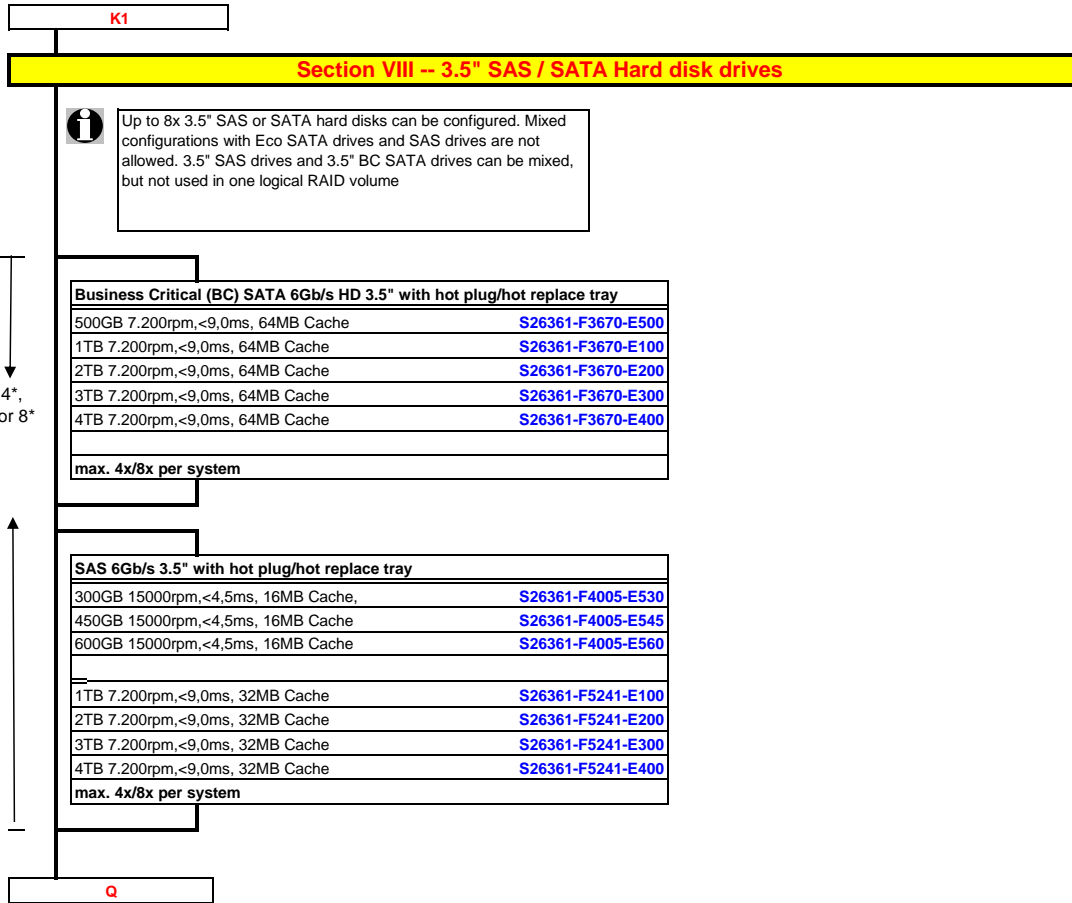 K1
Section VIII -- 3.5" SAS / SATA Hard disk drives
Up to 8x 3.5" SAS or SATA hard disks can be configured. Mixed
configurations with Eco SATA drives and SAS drives are not
allowed. 3.5" SAS drives and 3.5" BC SATA drives can be mixed,
but not used in one logical RAID volume
Business Critical (BC) SATA 6Gb/s HD 3.5" with hot plug/hot replace tray
500GB 7.200rpm,<9,0ms, 64MB Cache S26361-F3670-E500
1TB 7.200rpm,<9,0ms, 64MB Cache S26361-F3670-E100
2TB 7.200rpm,<9,0ms, 64MB Cache S26361-F3670-E200
3TB 7.200rpm,<9,0ms, 64MB Cache S26361-F3670-E300
4TB 7.200rpm,<9,0ms, 64MB Cache S26361-F3670-E400
max. 4x/8x per system
4*,
or 8*
SAS 6Gb/s 3.5" with hot plug/hot replace tray
300GB 15000rpm,<4,5ms, 16MB Cache, S26361-F4005-E530
450GB 15000rpm,<4,5ms, 16MB Cache S26361-F4005-E545
600GB 15000rpm,<4,5ms, 16MB Cache S26361-F4005-E560
1TB 7.200rpm,<9,0ms, 32MB Cache S26361-F5241-E100
2TB 7.200rpm,<9,0ms, 32MB Cache S26361-F5241-E200
3TB 7.200rpm,<9,0ms, 32MB Cache S26361-F5241-E300
4TB 7.200rpm,<9,0ms, 32MB Cache S26361-F5241-E400
max. 4x/8x per system
Q